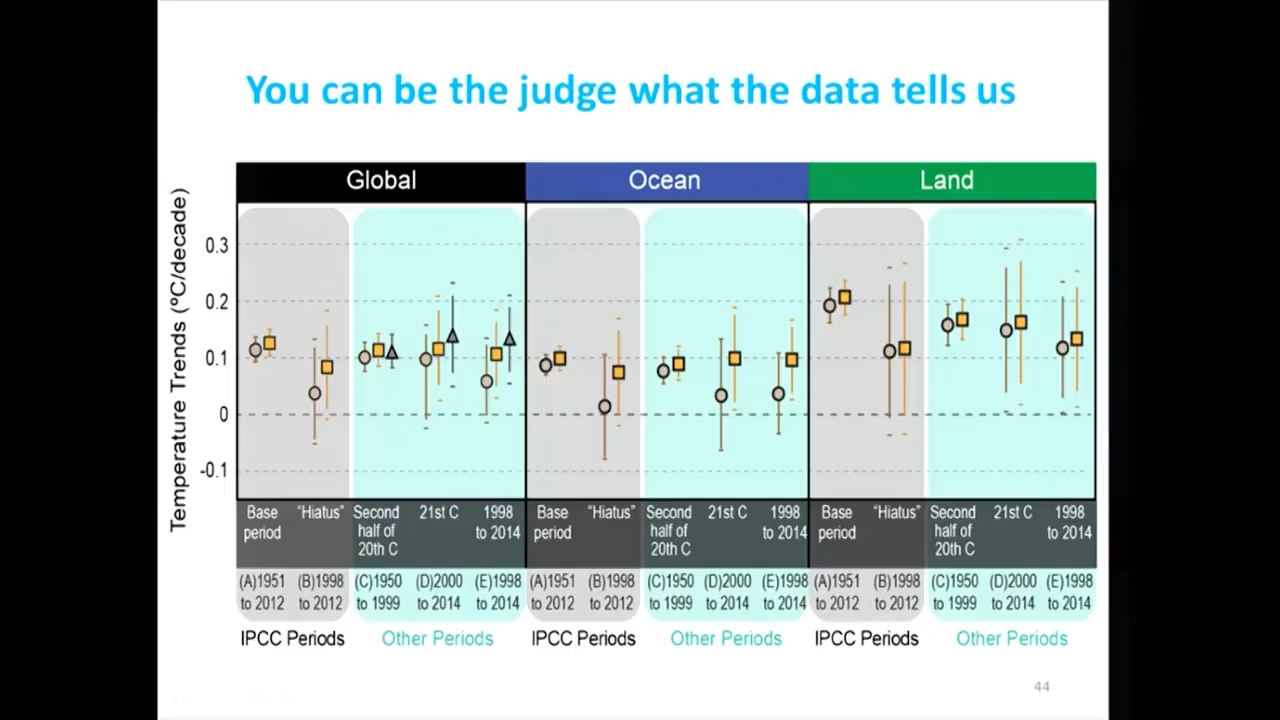 You can be the judge what the data tells us
Global Ocean Land
Temperature Trends (°C/decade)
0.3
0.2
0.1
0
-0.1
Base period "Hiatus" Second half of 20th C 21st C 1998 to 2014 Base period "Hiatus" Second half of 20th C 21st C 1998 to 2014 Base period "Hiatus" Second half of 20th C 21st C 1998 to 2014
(A)1951 to 2012 (B)1998 to 2012 (C)1950 to 1999 (D)2000 to 2014 (E)1998 to 2014 (A)1951 to 2012 (B)1998 to 2012 (C)1950 to 1999 (D)2000 to 2014 (E)1998 to 2014 (A)1951 to 2012 (B)1998 to 2012 (C)1950 to 1999 (D)2000 to 2014 (E)1998 to 2014
IPCC Periods Other Periods IPCC Periods Other Periods IPCC Periods Other Periods
44